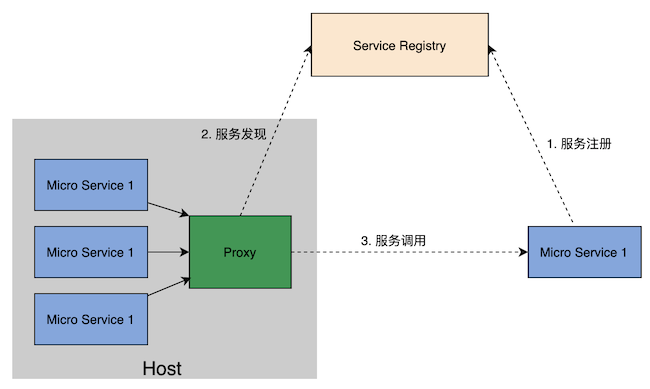 Service Registry
2. 服务发现
1. 服务注册
Micro Service 1
Micro Service 1
Proxy
3. 服务调用
Micro Service 1
Micro Service 1
Host